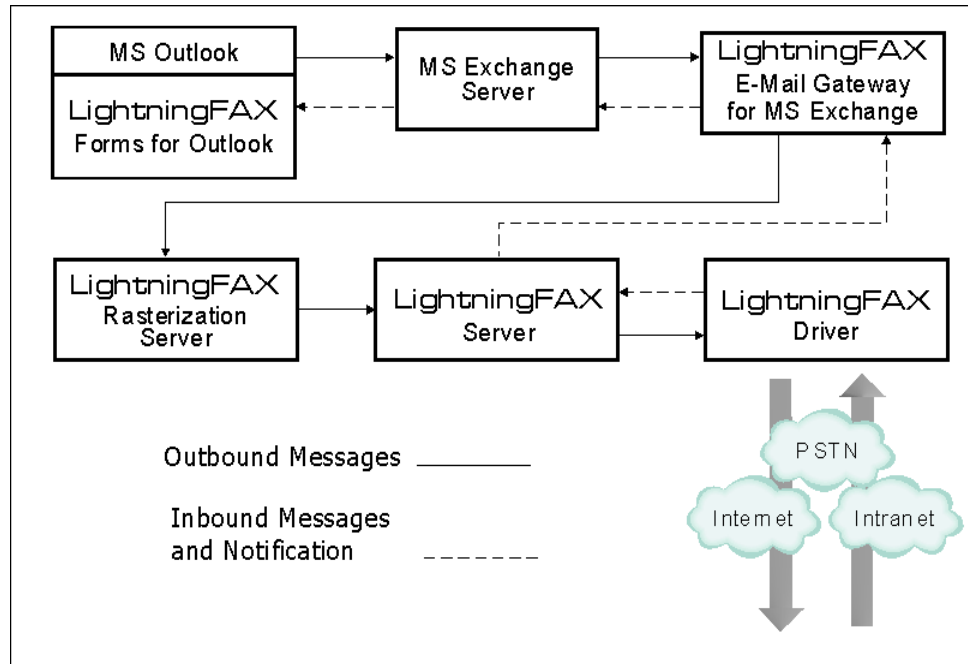 MS Outlook
LightningFAX
Forms for Outlook
MS Exchange
Server
LightningFAX
E-Mail Gateway
for MS Exchange
LightningFAX
Rasterization
Server
LightningFAX
Server
LightningFAX
Driver
Outbound Messages
Inbound Messages
and Notification
PSTN
Internet
Intranet